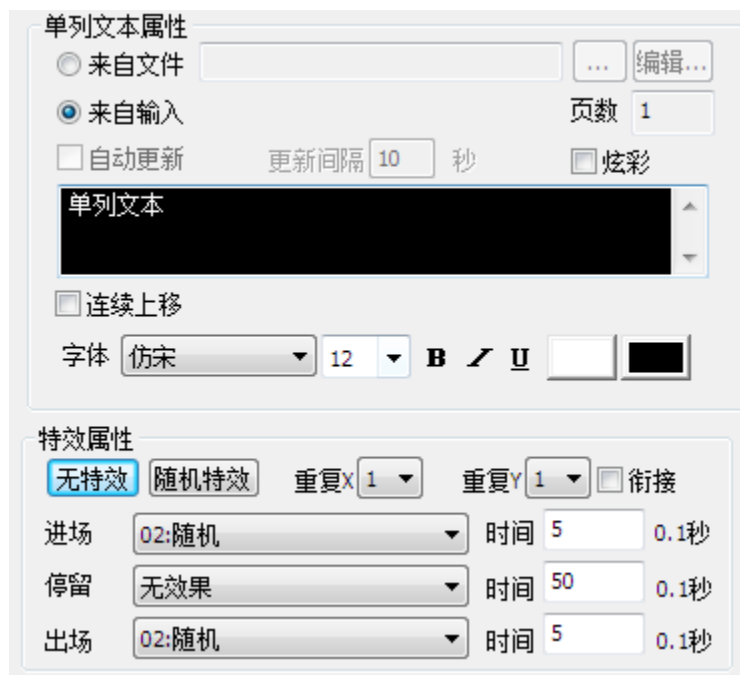 单列文本属性
来自文件 ... 编辑...
来自输入 页数 1
自动更新 更新间隔 10 秒 炫彩
单列文本
连续上移
字体 仿宋 12 B I U
特效属性
无特效 随机特效 重复X 1 重复Y 1 衔接
进场 02:随机 时间 5 0.1秒
停留 无效果 时间 50 0.1秒
出场 02:随机 时间 5 0.1秒